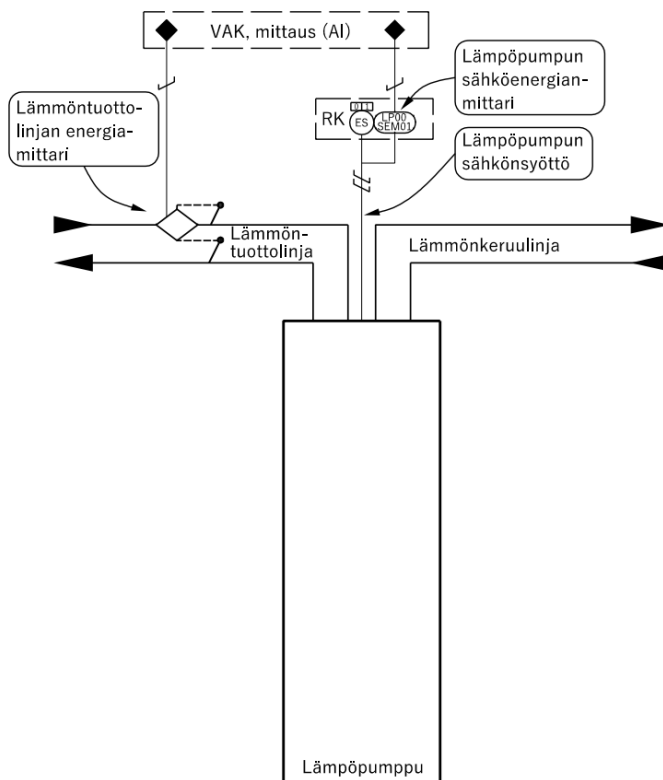 VAK, mittaus (AI)
Lämpöpumpun
sähköenergian-
mittari
Lämmöntuotto-
linjan energia-
mittari
RK
ES
LP00
SEM01
Lämpöpumpun
sähkönsyöttö
Lämmön-
tuottolinja
Lämmönkeruulinja
Lämpöpumppu